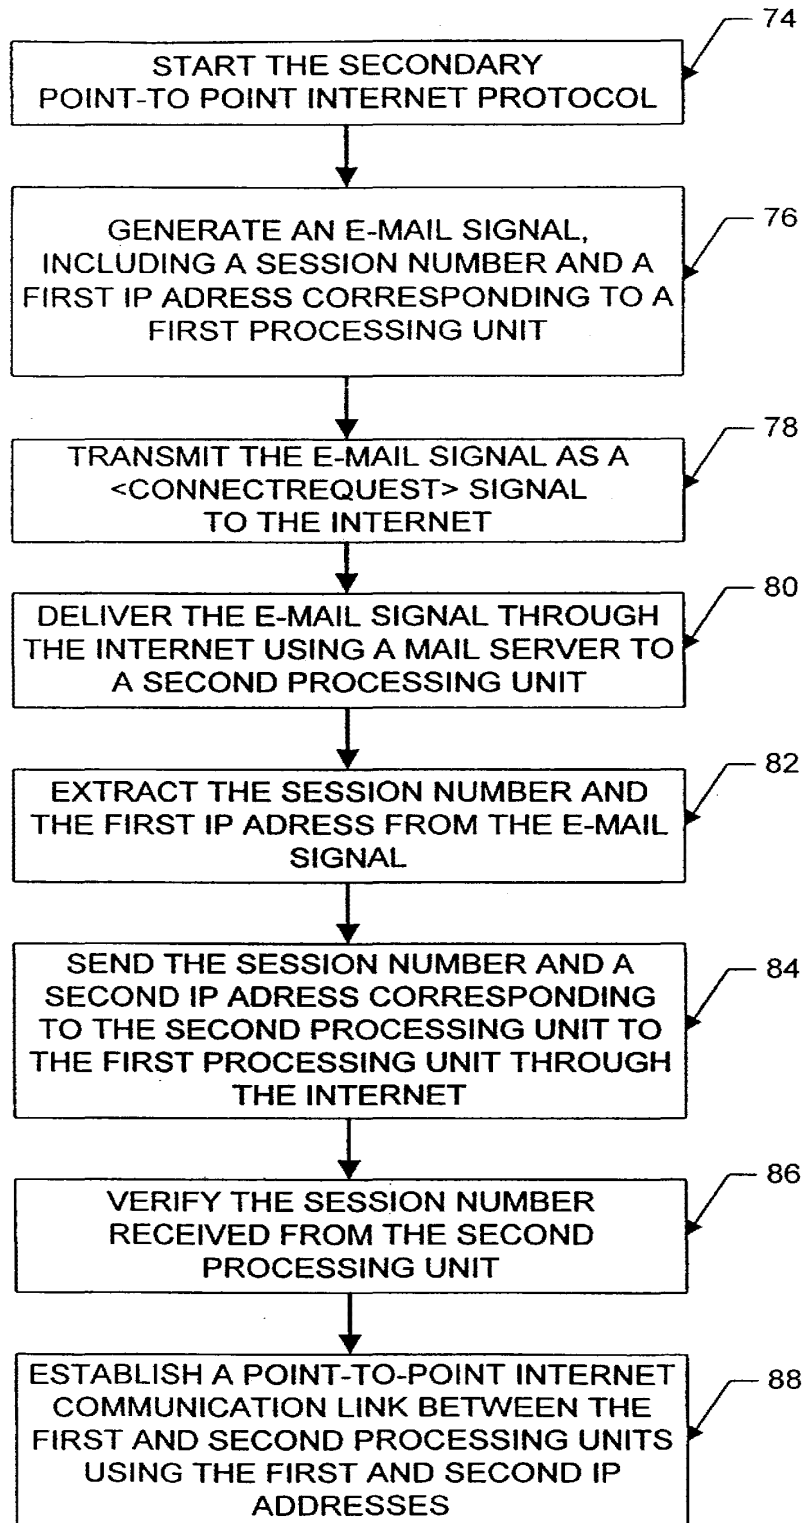 74
START THE SECONDARY
POINT-TO POINT INTERNET PROTOCOL
76
GENERATE AN E-MAIL SIGNAL,
INCLUDING A SESSION NUMBER AND A
FIRST IP ADRESS CORRESPONDING TO A
FIRST PROCESSING UNIT
78
TRANSMIT THE E-MAIL SIGNAL AS A
<CONNECTREQUEST> SIGNAL
TO THE INTERNET
80
DELIVER THE E-MAIL SIGNAL THROUGH
THE INTERNET USING A MAIL SERVER TO
A SECOND PROCESSING UNIT
82
EXTRACT THE SESSION NUMBER AND
THE FIRST IP ADRESS FROM THE E-MAIL
SIGNAL
84
SEND THE SESSION NUMBER AND A
SECOND IP ADRESS CORRESPONDING
TO THE SECOND PROCESSING UNIT TO
THE FIRST PROCESSING UNIT THROUGH
THE INTERNET
86
VERIFY THE SESSION NUMBER
RECEIVED FROM THE SECOND
PROCESSING UNIT
88
ESTABLISH A POINT-TO-POINT INTERNET
COMMUNICATION LINK BETWEEN THE
FIRST AND SECOND PROCESSING UNITS
USING THE FIRST AND SECOND IP
ADDRESSES